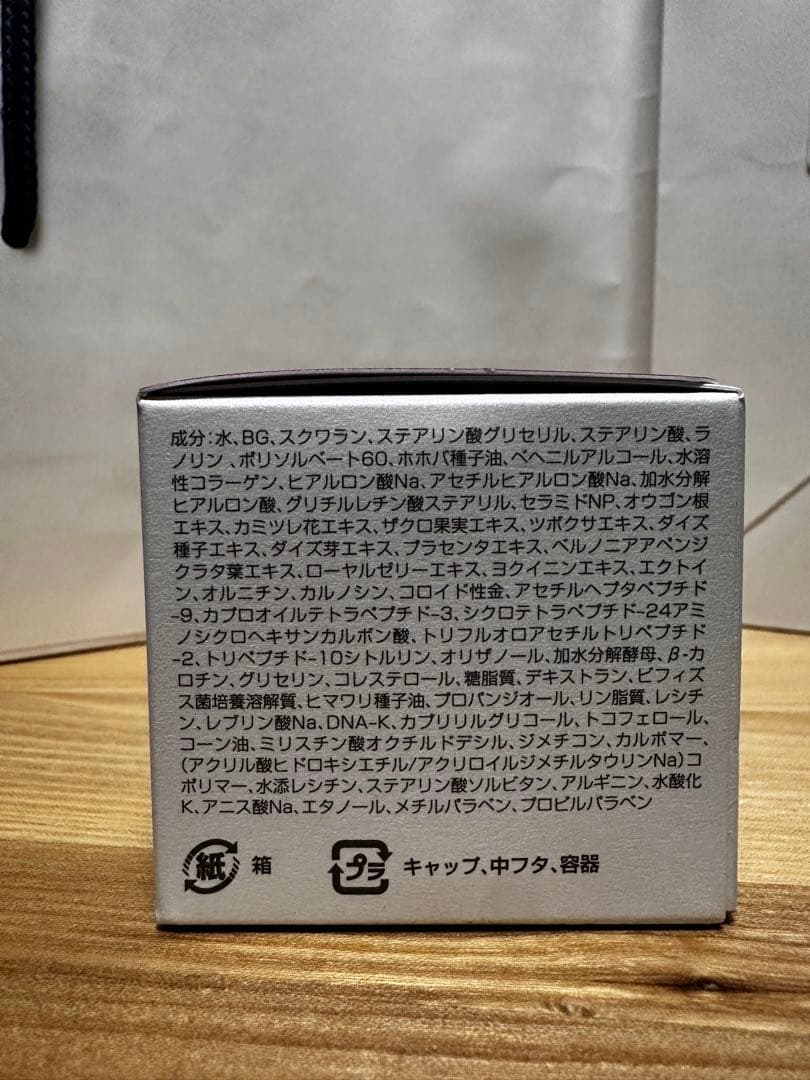 成分:水、BG、スクワラン、ステアリン酸グリセリル、ステアリン酸、ラ
ノリン、ポリソルベート60、ホホバ種子油、ベヘニルアルコール、水溶
性コラーゲン、ヒアルロン酸Na、アセチルヒアルロン酸Na、加水分解
ヒアルロン酸、グリチルレチン酸ステアリル、セラミドNP、オウゴン根
エキス、カミツレ花エキス、ザクロ果実エキス、ツボクサエキス、ダイズ
種子エキス、ダイズ芽エキス、プラセンタエキス、ベルノニアアペンジ
クラタ葉エキス、ローヤルゼリーエキス、ヨクイニンエキス、エクトイ
ン、オルニチン、カルノシン、コロイド性金、アセチルヘプタペプチド
-9、カプロオイルテトラペプチド-3、シクロテトラペプチド-24アミ
ノシクロヘキサンカルボン酸、トリフルオロアセチルトリペプチド
-2、トリペプチド-10シトルリン、オリザノール、加水分解酵母、β-カ
ロチン、グリセリン、コレステロール、糖脂質、デキストラン、ビフィズ
ス菌培養溶解質、ヒマワリ種子油、プロパンジオール、リン脂質、レシチ
ン、レブリン酸Na、DNA-K、カプリリルグリコール、トコフェロール、
コーン油、ミリスチン酸オクチルドデシル、ジメチコン、カルボマー、
(アクリル酸ヒドロキシエチル/アクリロイルジメチルタウリンNa)コ
ポリマー、水添レシチン、ステアリン酸ソルビタン、アルギニン、水酸化
K、アニス酸Na、エタノール、メチルパラベン、プロピルパラベン
紙 箱 プラ キャップ、中フタ、容器